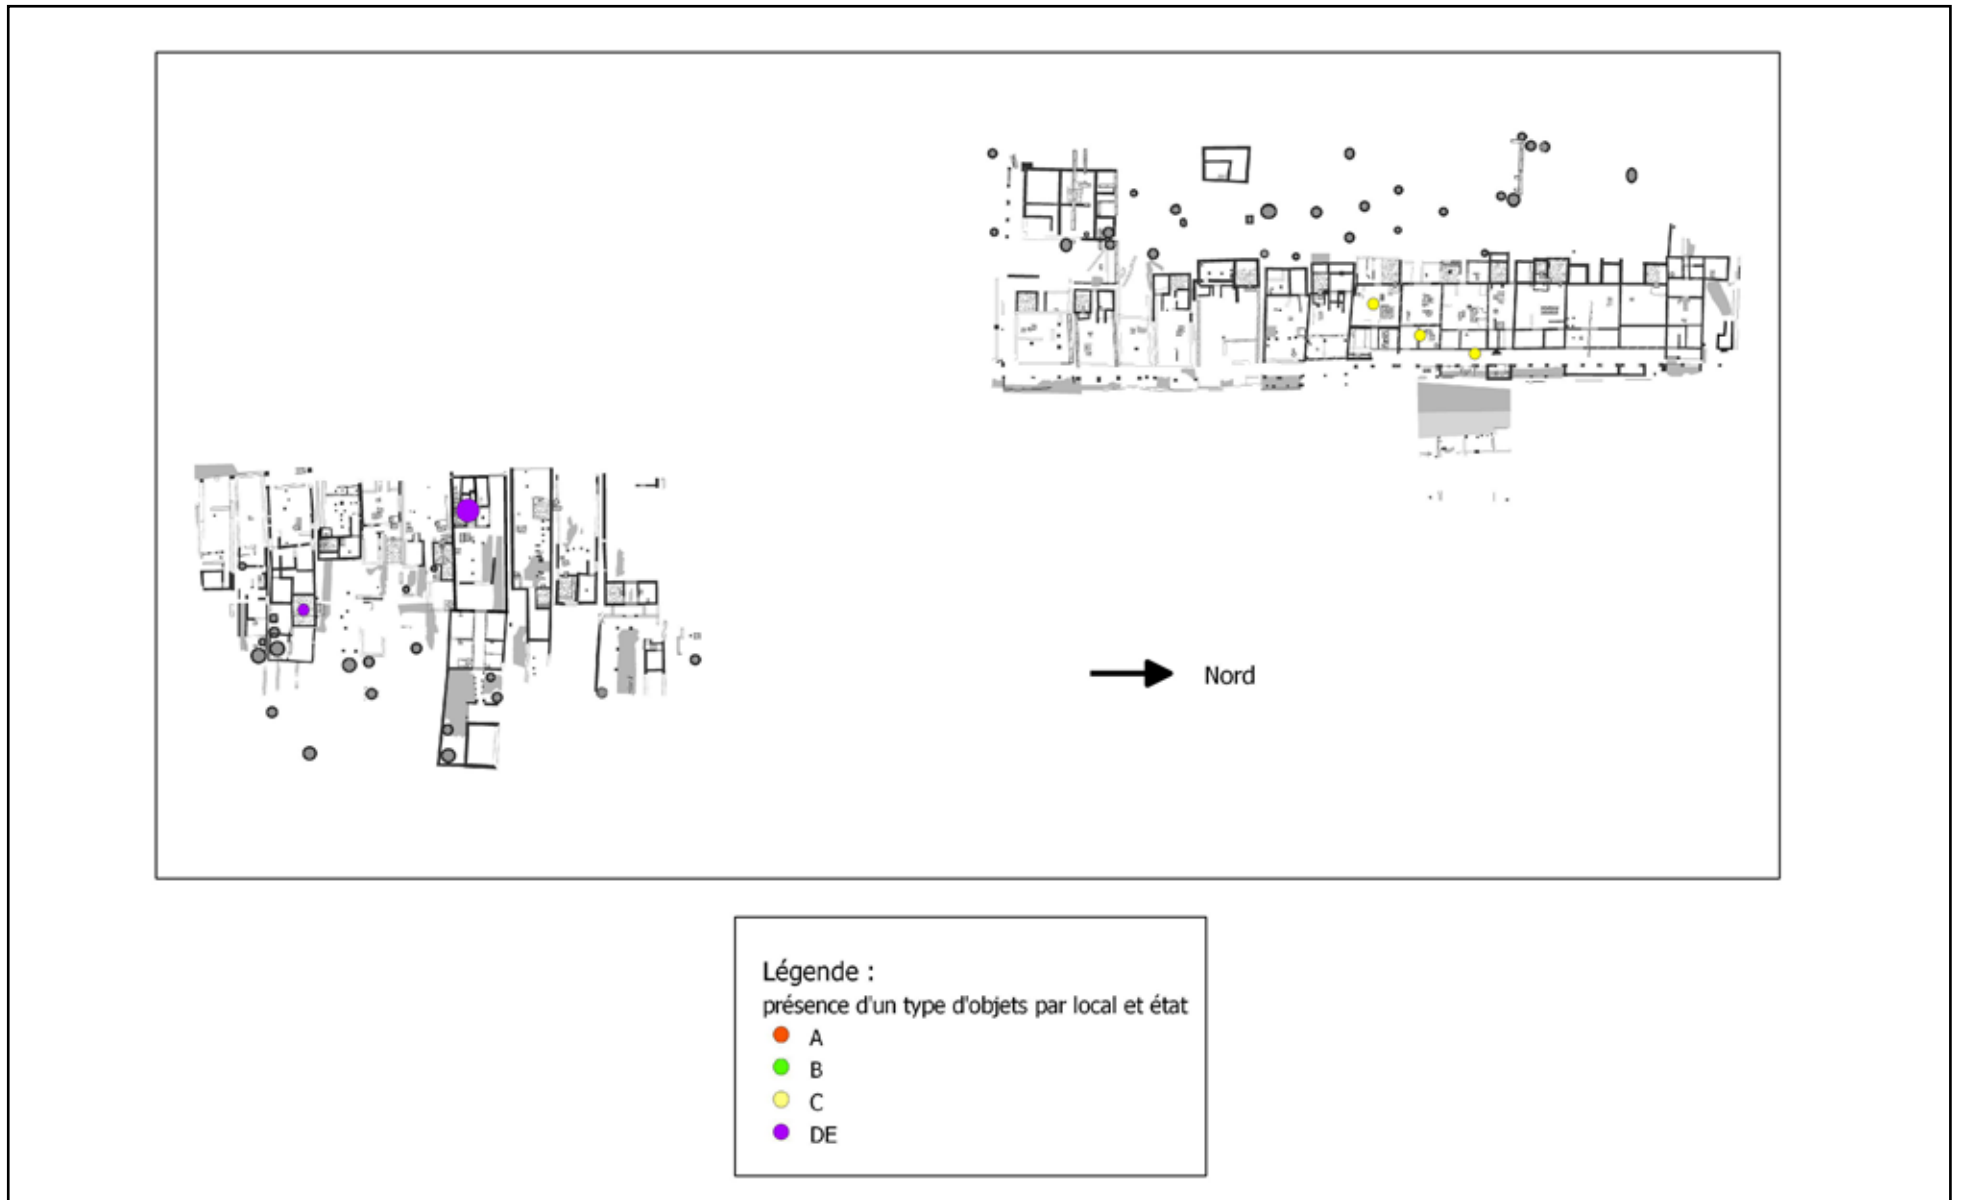 Nord
Légende :
présence d'un type d'objets par local et état
A
B
C
DE